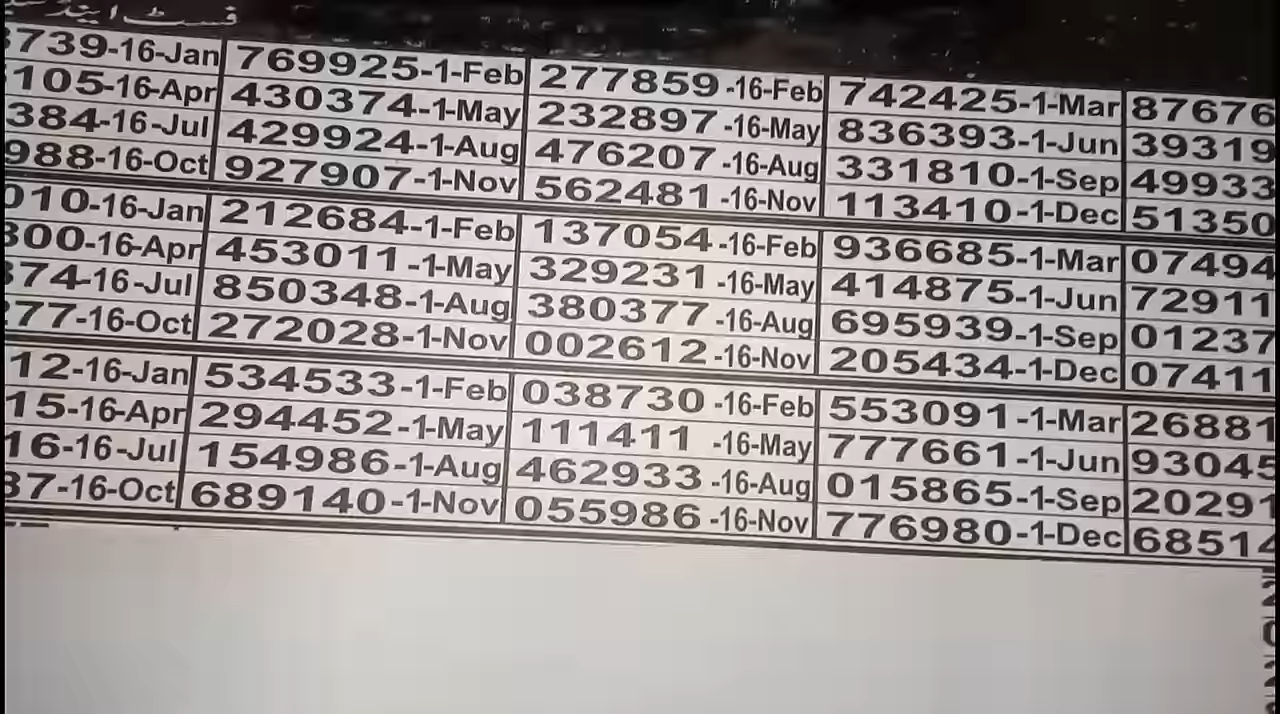 فسٹ اینڈ
739-16-Jan 769925-1-Feb 277859-16-Feb 742425-1-Mar 87676
105-16-Apr 430374-1-May 232897-16-May 836393-1-Jun 39319
384-16-Jul 429924-1-Aug 476207-16-Aug 331810-1-Sep 49933
988-16-Oct 927907-1-Nov 562481-16-Nov 113410-1-Dec 51350
010-16-Jan 212684-1-Feb 137054-16-Feb 936685-1-Mar 07494
300-16-Apr 453011-1-May 329231-16-May 414875-1-Jun 72911
374-16-Jul 850348-1-Aug 380377-16-Aug 695939-1-Sep 01237
77-16-Oct 272028-1-Nov 002612-16-Nov 205434-1-Dec 07411
12-16-Jan 534533-1-Feb 038730-16-Feb 553091-1-Mar 26881
15-16-Apr 294452-1-May 111411-16-May 777661-1-Jun 93045
16-16-Jul 154986-1-Aug 462933-16-Aug 015865-1-Sep 20291
37-16-Oct 689140-1-Nov 055986-16-Nov 776980-1-Dec 68514